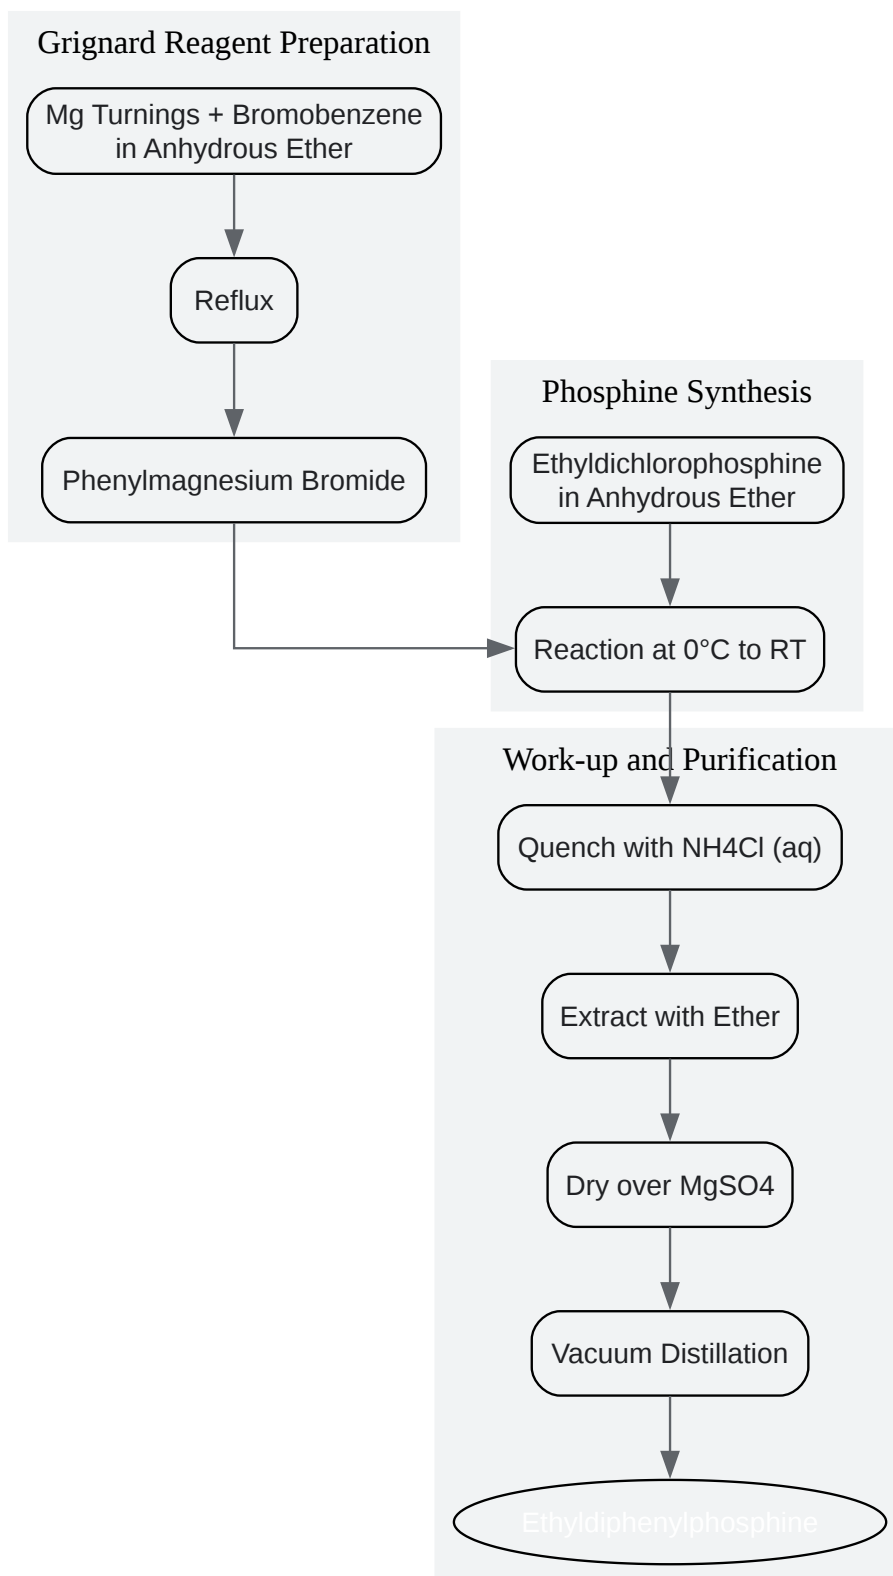 Grignard Reagent Preparation
Mg Turnings + Bromobenzene
in Anhydrous Ether
Reflux
Phenylmagnesium Bromide
Phosphine Synthesis
Ethyldichlorophosphine
in Anhydrous Ether
Reaction at 0°C to RT
Work-up and Purification
Quench with NH4Cl (aq)
Extract with Ether
Dry over MgSO4
Vacuum Distillation
Ethyldiphenylphosphine